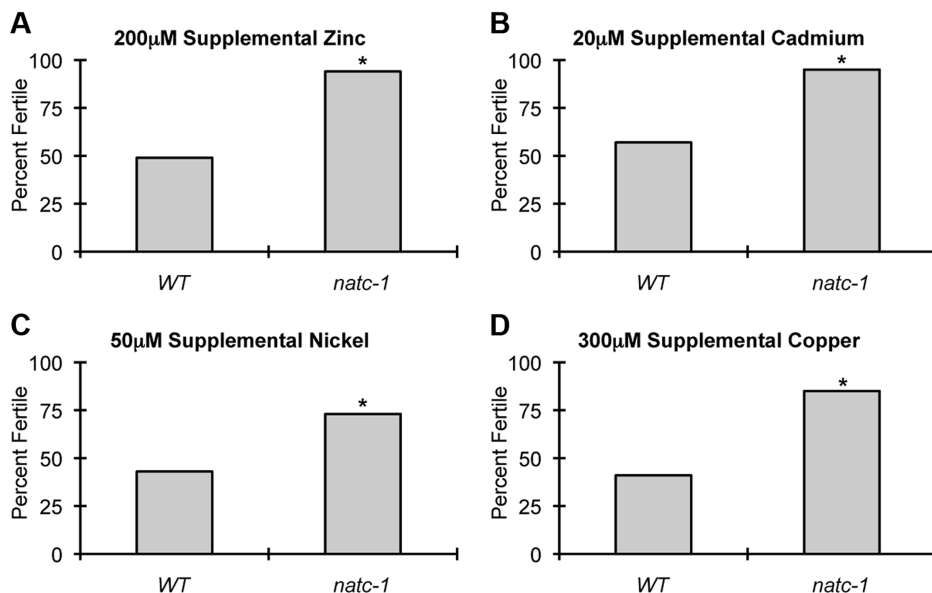 A
200μM Supplemental Zinc
Percent Fertile
100
75
50
25
0
*
WT
natc-1
B
20μM Supplemental Cadmium
Percent Fertile
100
75
50
25
0
*
WT
natc-1
C
50μM Supplemental Nickel
Percent Fertile
100
75
50
25
0
*
WT
natc-1
D
300μM Supplemental Copper
Percent Fertile
100
75
50
25
0
*
WT
natc-1